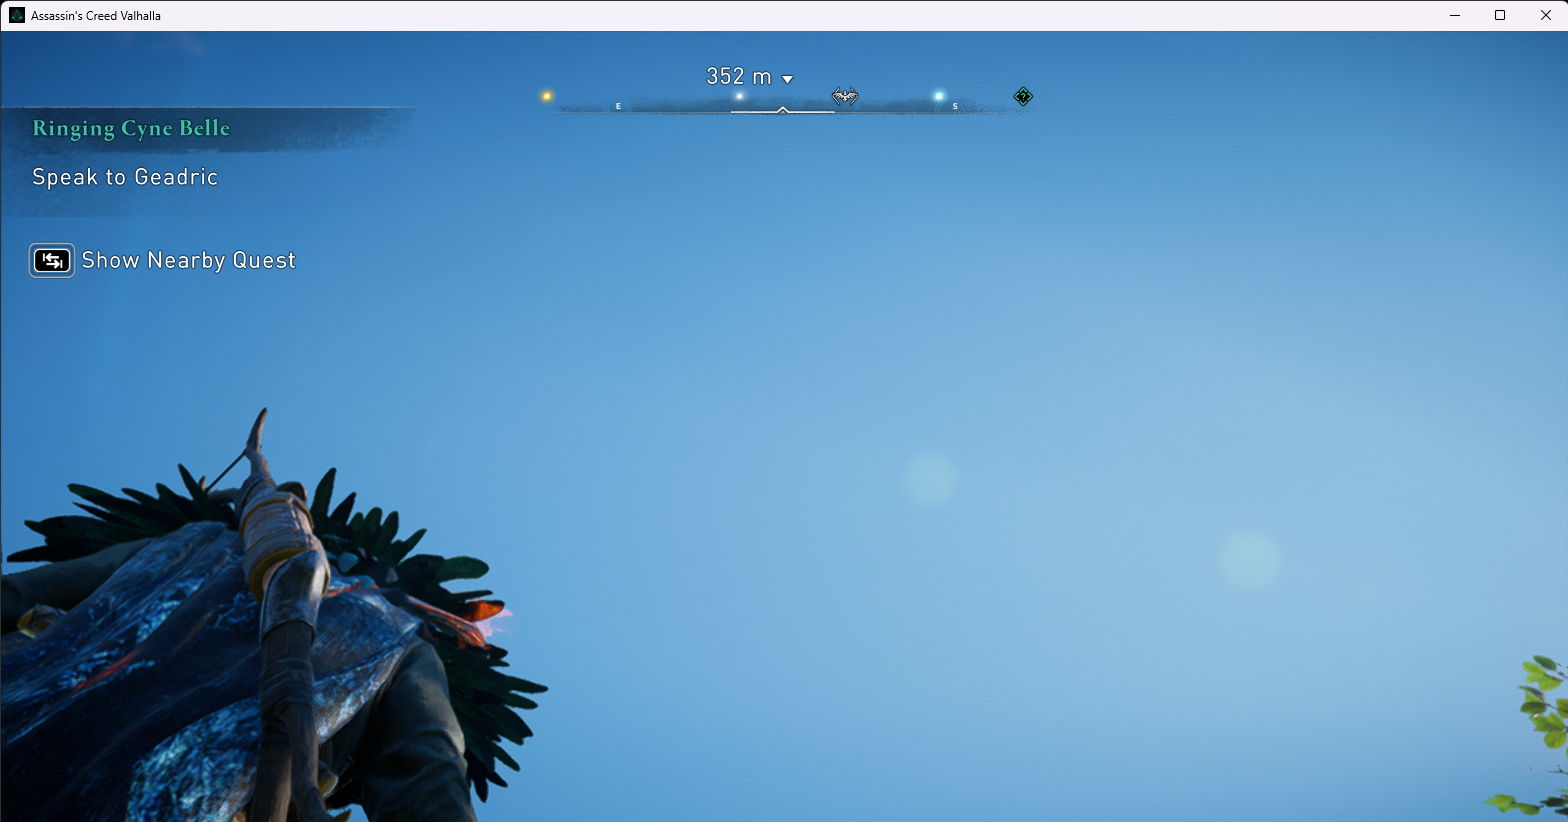 Assassin's Creed Valhalla
352 m
E
S
?
Ringing Cyne Belle
Speak to Geadric
Show Nearby Quest